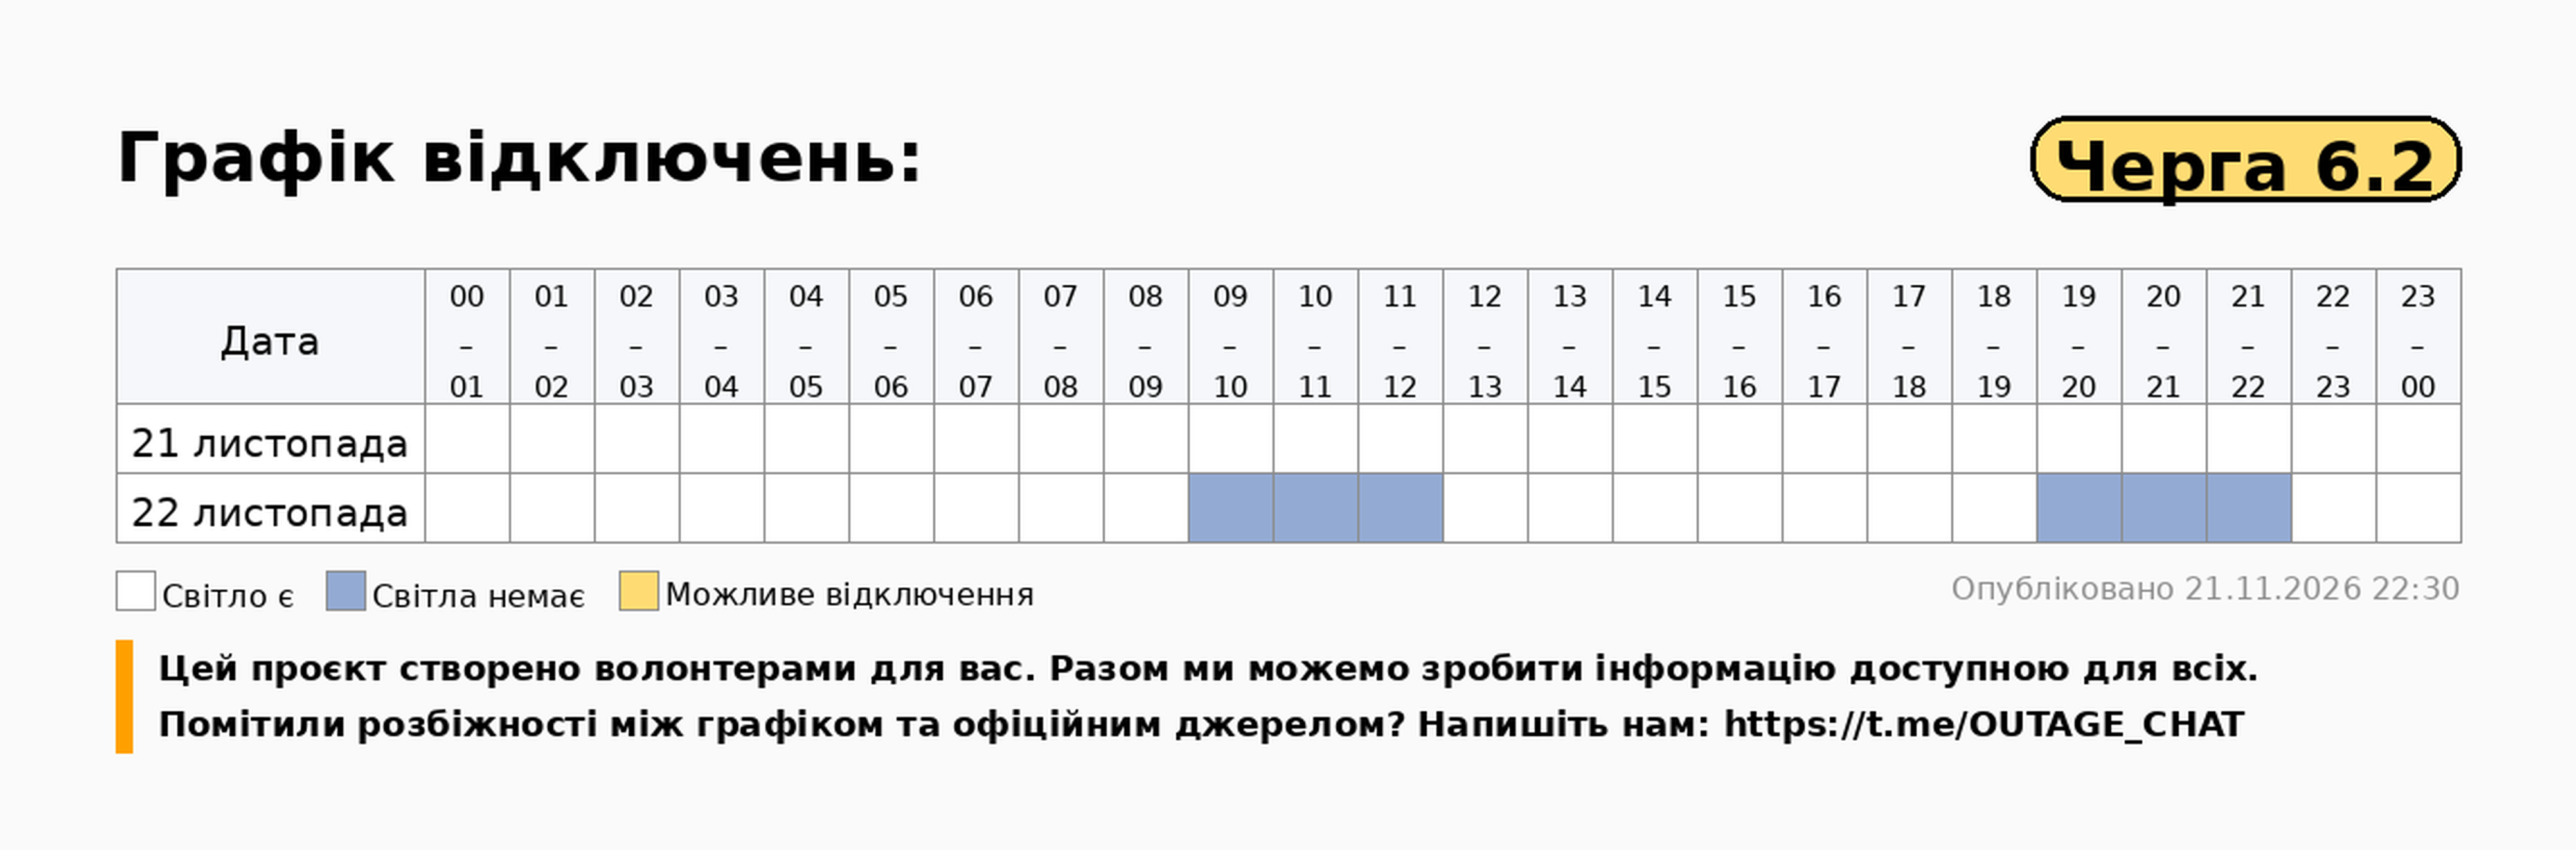 Графік відключень:
Черга 6.2
Дата
00 – 01
01 – 02
02 – 03
03 – 04
04 – 05
05 – 06
06 – 07
07 – 08
08 – 09
09 – 10
10 – 11
11 – 12
12 – 13
13 – 14
14 – 15
15 – 16
16 – 17
17 – 18
18 – 19
19 – 20
20 – 21
21 – 22
22 – 23
23 – 00
21 листопада
22 листопада
Світло є
Світла немає
Можливе відключення
Опубліковано 21.11.2026 22:30
Цей проєкт створено волонтерами для вас. Разом ми можемо зробити інформацію доступною для всіх.
Помітили розбіжності між графіком та офіційним джерелом? Напишіть нам: https://t.me/OUTAGE_CHAT